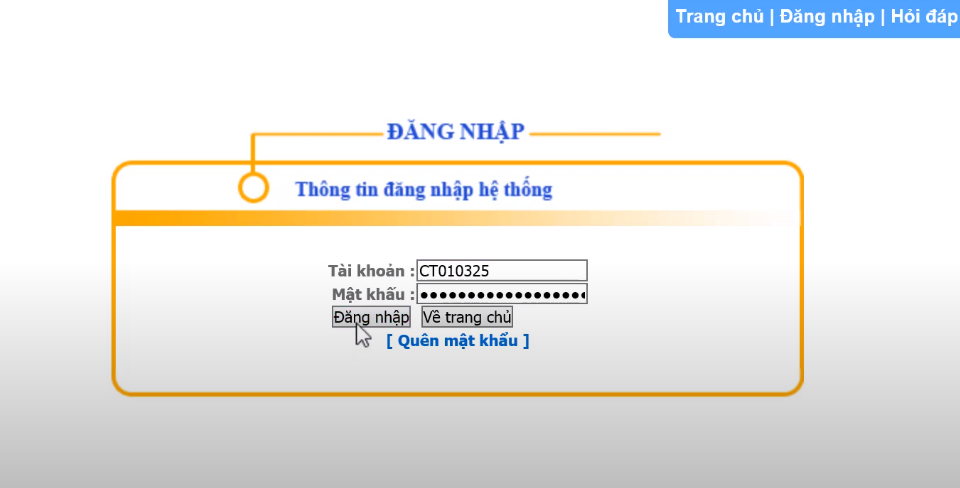 Trang chủ | Đăng nhập | Hỏi đáp
ĐĂNG NHẬP
Thông tin đăng nhập hệ thống
Tài khoản : CT010325
Mật khẩu : ●●●●●●●●●●●●●●●●●●
Đăng nhập Về trang chủ
[ Quên mật khẩu ]